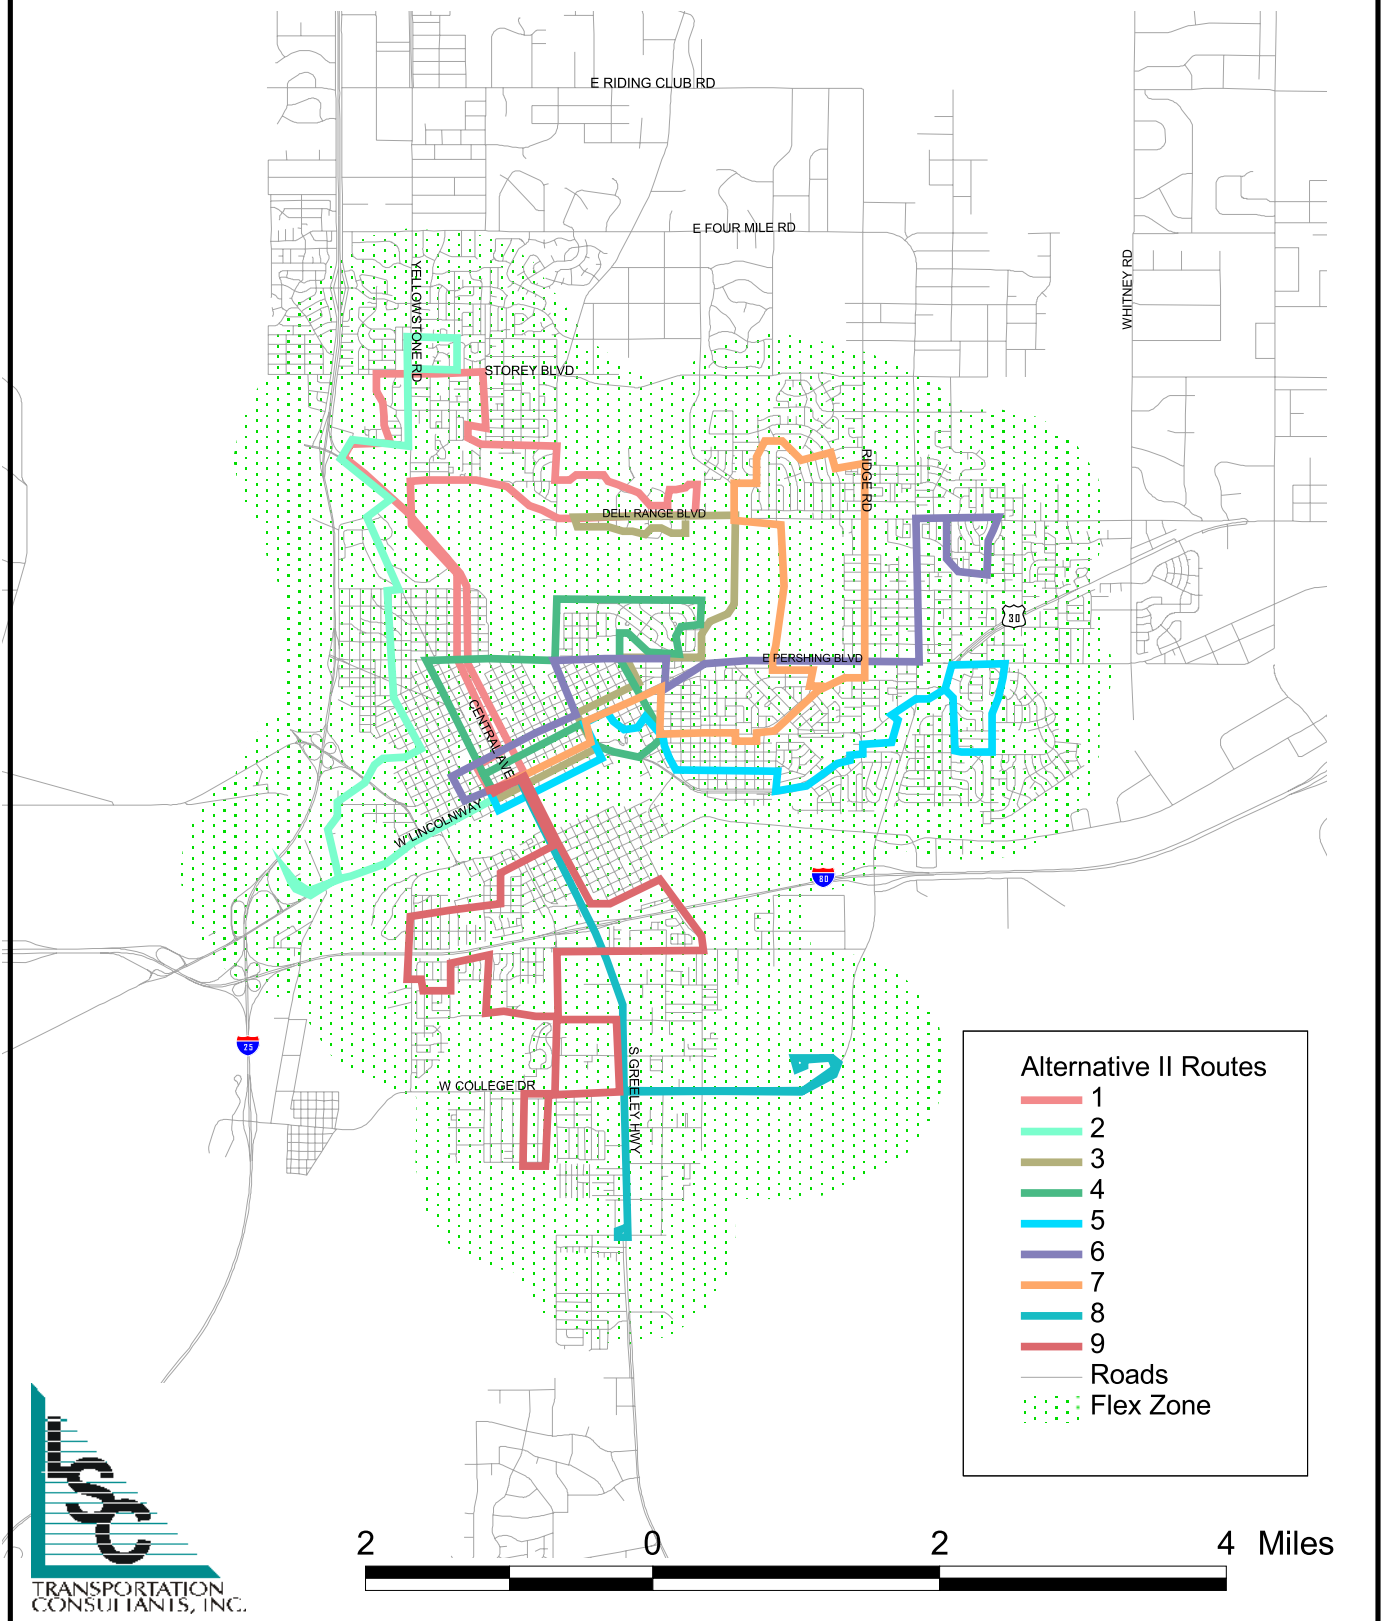 E RIDING CLUB RD
E FOUR MILE RD
WHITNEY RD
YELLOWSTONE RD
STOREY BLVD
RIDGE RD
DELL RANGE BLVD
30
E PERSHING BLVD
CENTRAL AVE
W LINCOLNWAY
80
25
S GREELEY HWY
W COLLEGE DR
Alternative II Routes
1
2
3
4
5
6
7
8
9
Roads
Flex Zone
2 0 2 4 Miles
LSC
TRANSPORTATION
CONSULTANTS, INC.